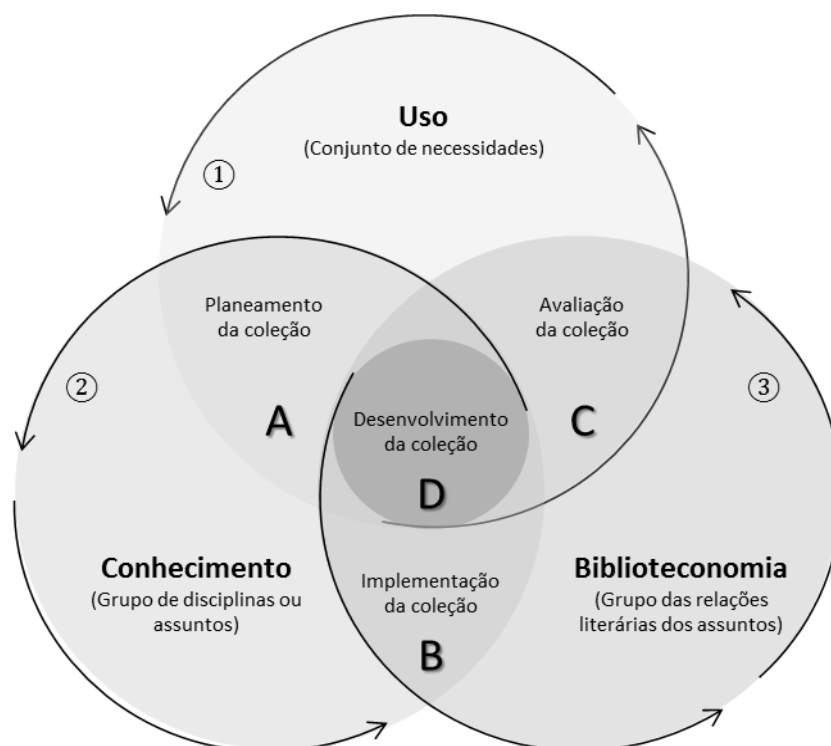 Uso
(Conjunto de necessidades)
①
Planeamento
da coleção
Avaliação
da coleção
②
③
A
Desenvolvimento
da coleção
C
D
Conhecimento
(Grupo de disciplinas ou
assuntos)
Implementação
da coleção
B
Biblioteconomia
(Grupo das relações
literárias dos assuntos)